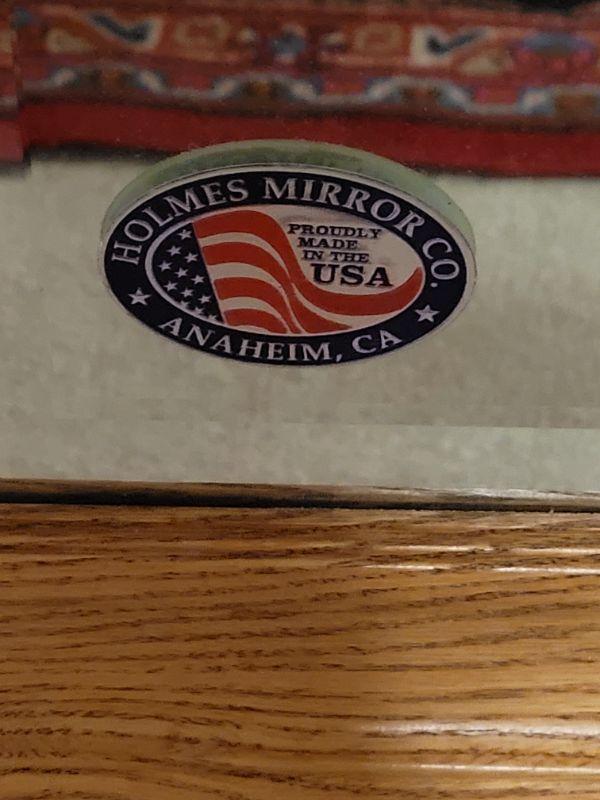 HOLMES MIRROR CO.
PROUDLY
MADE
IN THE
USA
ANAHEIM, CA